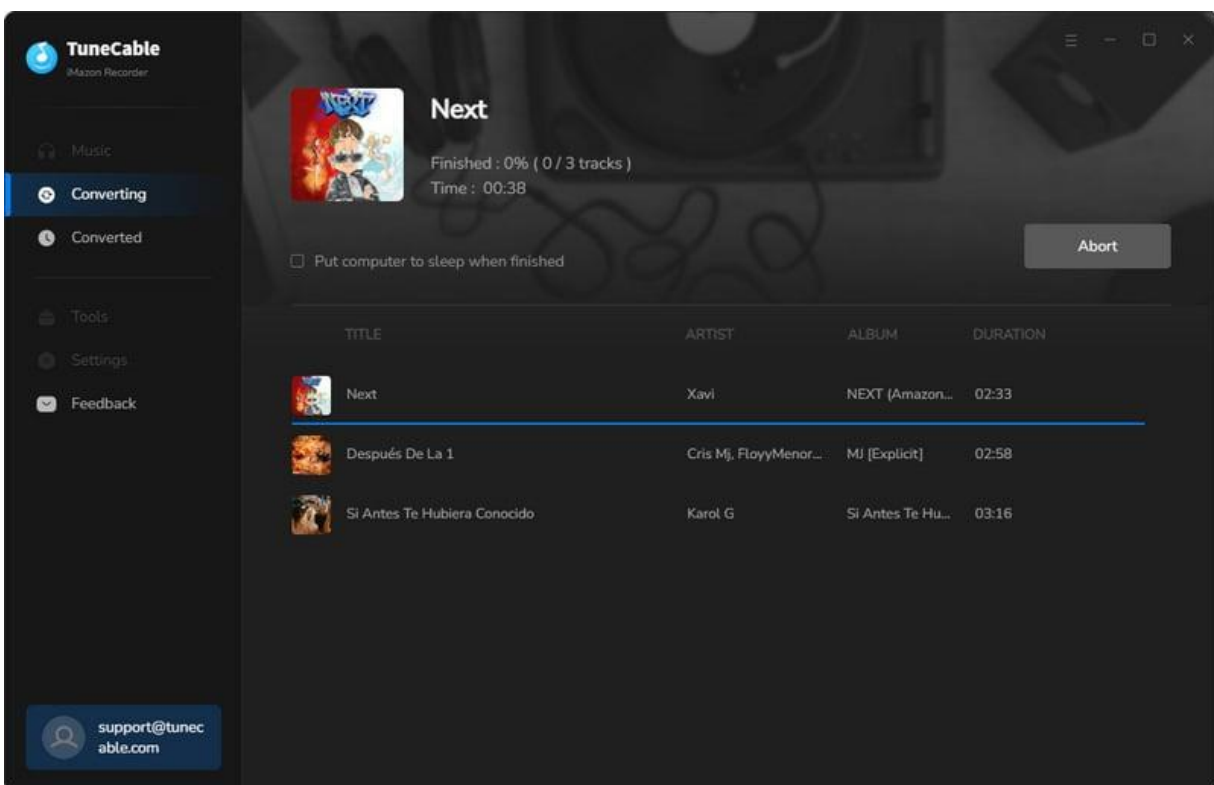 TuneCable
iMazon Recorder
Music
Converting
Converted
Tools
Settings
Feedback
support@tunec
able.com
NEXT
Next
Finished : 0% ( 0 / 3 tracks )
Time : 00:38
Put computer to sleep when finished
Abort
TITLE ARTIST ALBUM DURATION
Next Xavi NEXT (Amazon... 02:33
Después De La 1 Cris Mj, FloyyMenor... MJ [Explicit] 02:58
Si Antes Te Hubiera Conocido Karol G Si Antes Te Hu... 03:16